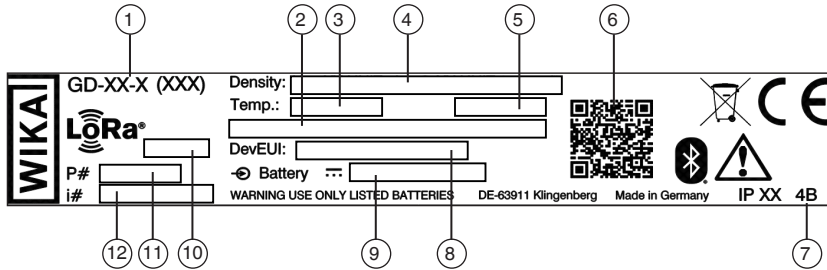 1 2 3 4 5 6
WIKA
GD-XX-X (XXX)
LoRa®
P#
i#
Density:
Temp.:
DevEUI:
Battery
WARNING USE ONLY LISTED BATTERIES DE-63911 Klingenberg Made in Germany IP XX 4B
12 11 10 9 8 7